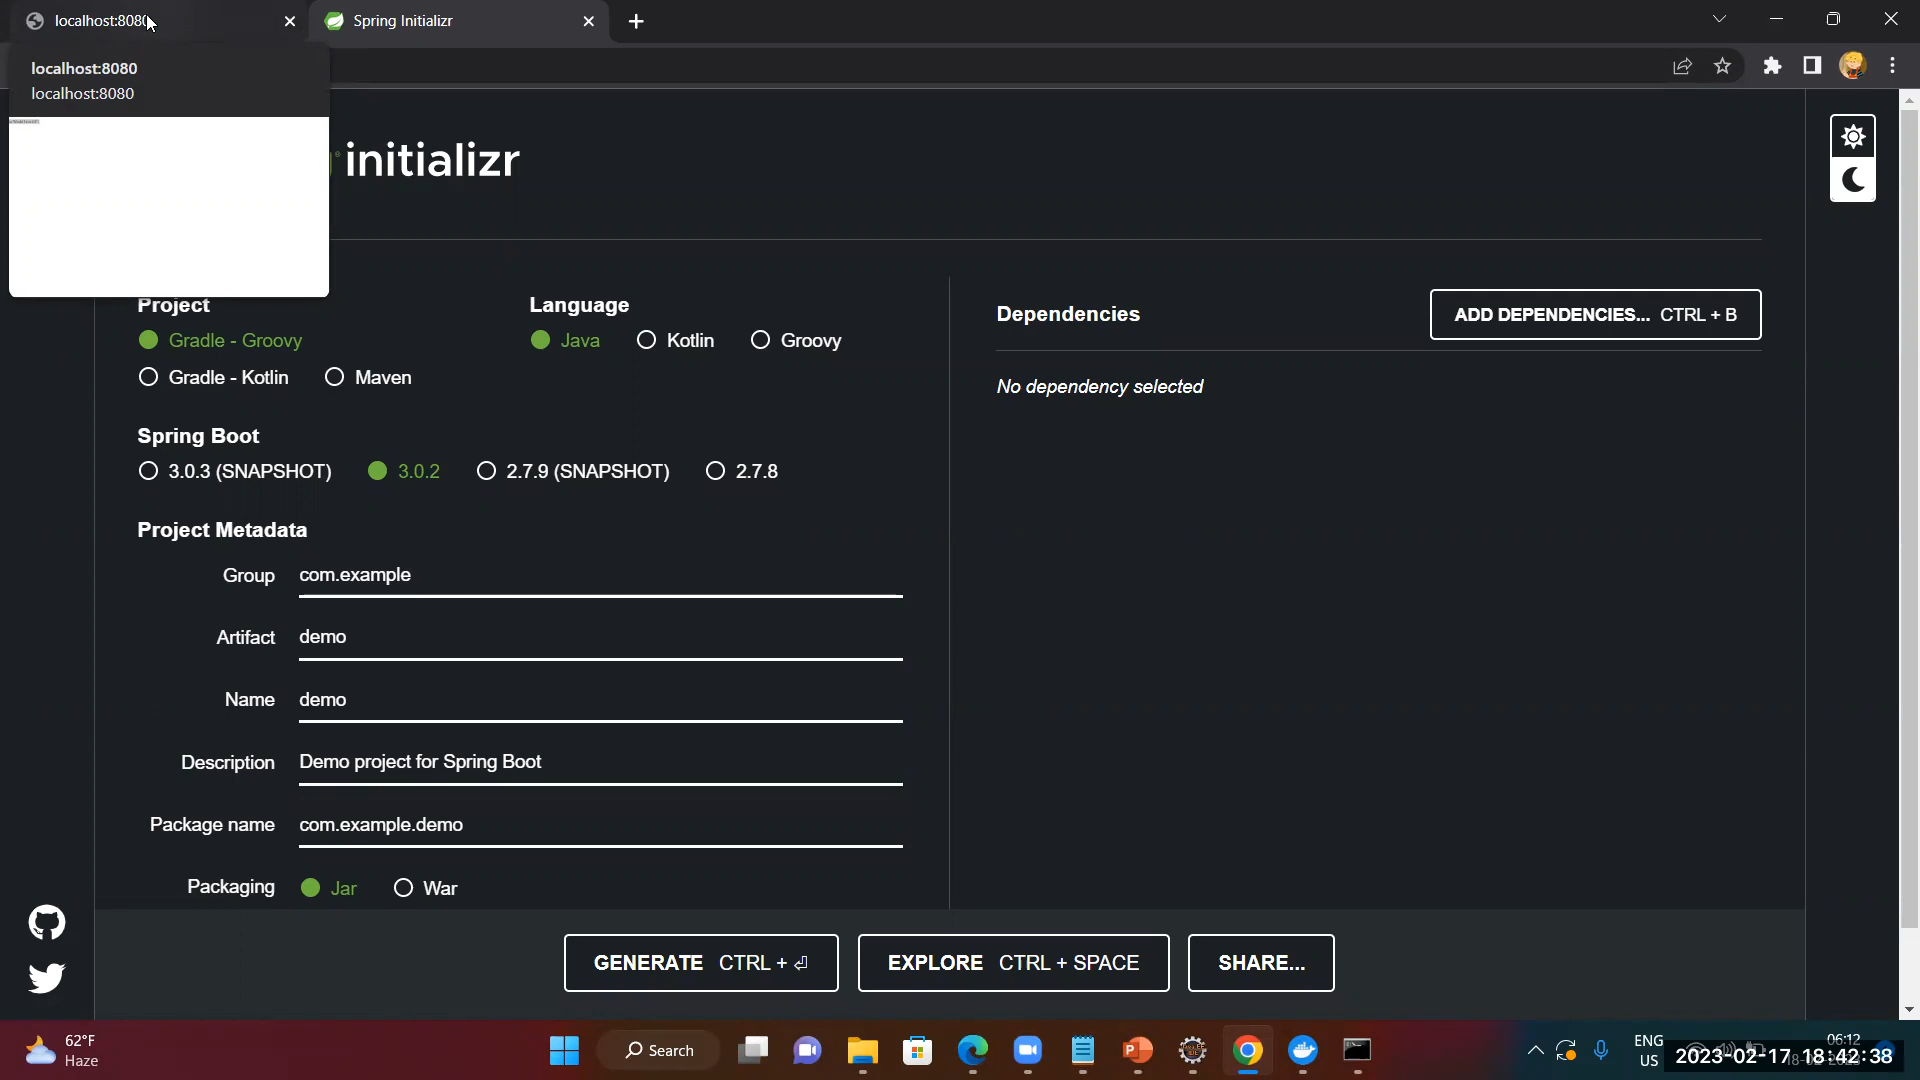 localhost:8080
Spring Initializr
localhost:8080
localhost:8080
initializr
Project
Gradle - Groovy
Gradle - Kotlin
Maven
Language
Java
Kotlin
Groovy
Spring Boot
3.0.3 (SNAPSHOT)
3.0.2
2.7.9 (SNAPSHOT)
2.7.8
Project Metadata
Group
com.example
Artifact
demo
Name
demo
Description
Demo project for Spring Boot
Package name
com.example.demo
Packaging
Jar
War
Dependencies
ADD DEPENDENCIES... CTRL + B
No dependency selected
GENERATE CTRL + ⏎
EXPLORE CTRL + SPACE
SHARE...
62°F
Haze
Search
ENG
US
06:12
2023-02-17 18:42:38